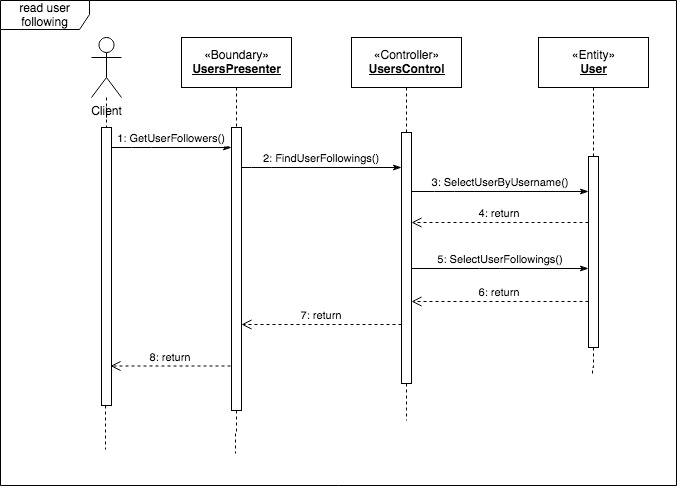 read user
following
«Boundary»
UsersPresenter
«Controller»
UsersControl
«Entity»
User
Client
1: GetUserFollowers()
2: FindUserFollowings()
3: SelectUserByUsername()
4: return
5: SelectUserFollowings()
6: return
7: return
8: return